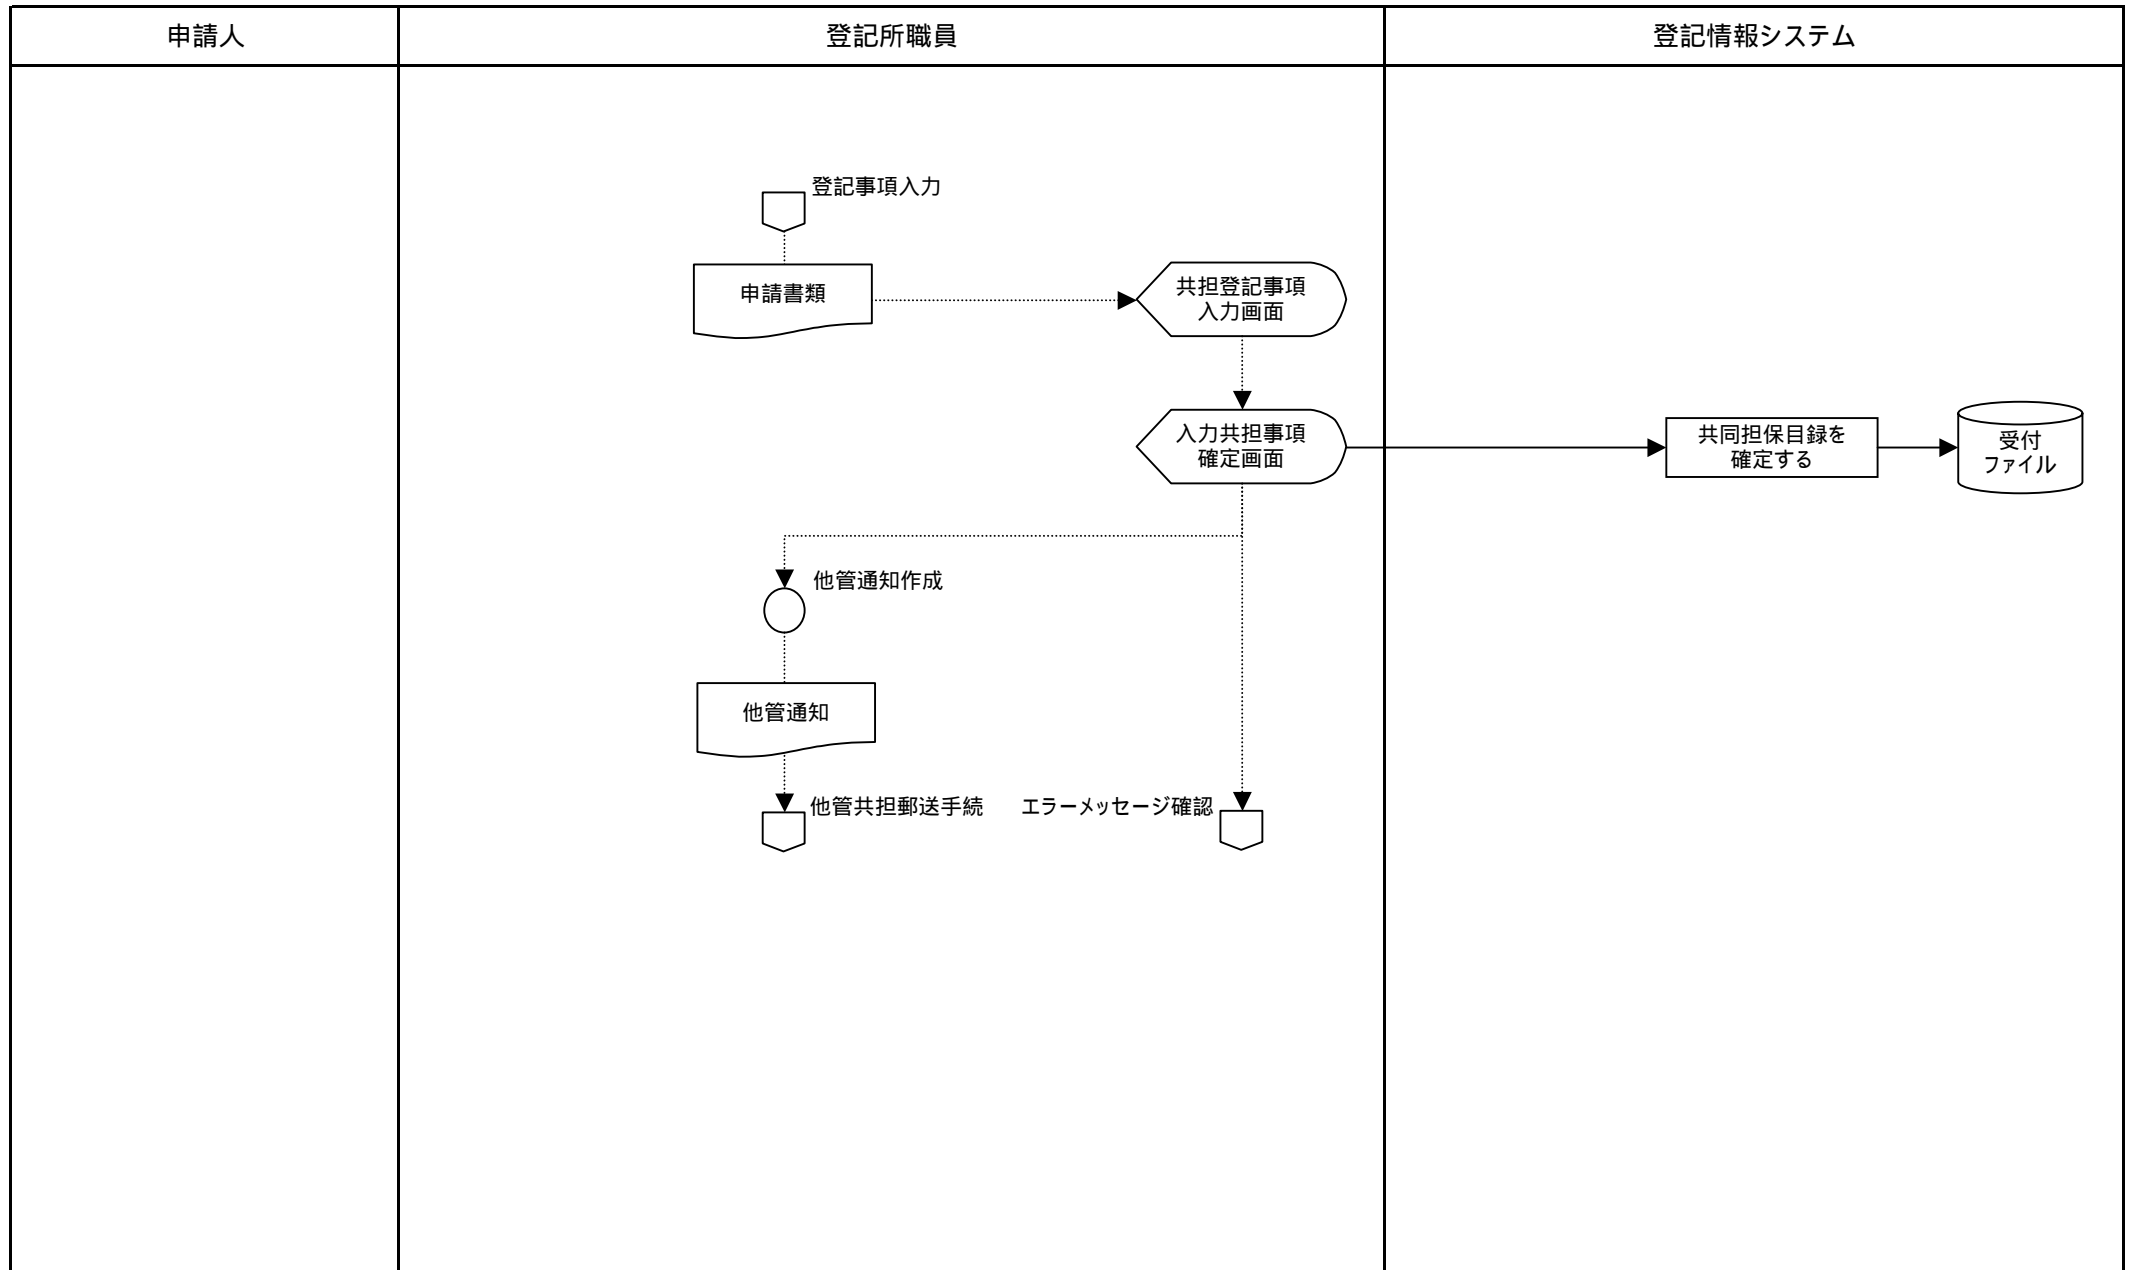 申請人
登記所職員
登記情報システム
登記事項入力
申請書類
共担登記事項
入力画面
入力共担事項
確定画面
共同担保目録を
確定する
受付
ファイル
他管通知作成
他管通知
他管共担郵送手続
エラーメッセージ確認